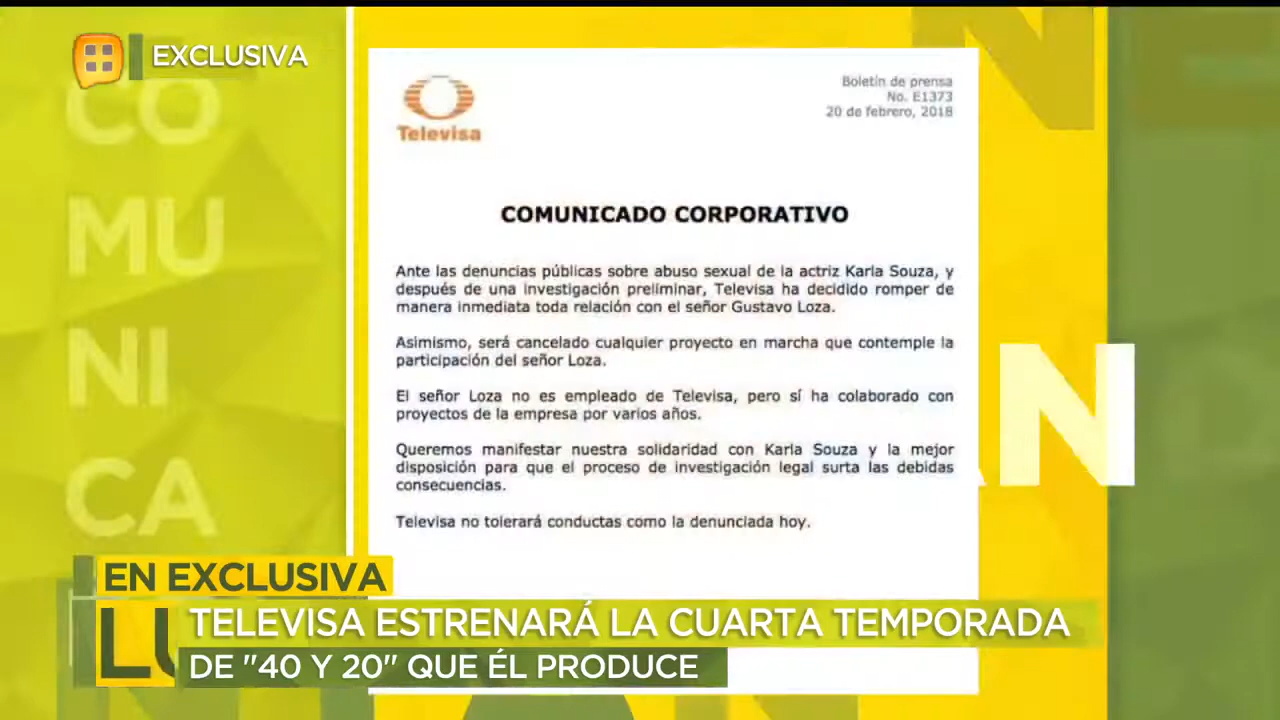 EXCLUSIVA
CO
MU
NI
CA
Televisa
Boletín de prensa
No. E1373
20 de febrero, 2018
COMUNICADO CORPORATIVO
Ante las denuncias públicas sobre abuso sexual de la actriz Karla Souza, y
después de una investigación preliminar, Televisa ha decidido romper de
manera inmediata toda relación con el señor Gustavo Loza.
Asimismo, será cancelado cualquier proyecto en marcha que contemple la
participación del señor Loza.
El señor Loza no es empleado de Televisa, pero sí ha colaborado con
proyectos de la empresa por varios años.
Queremos manifestar nuestra solidaridad con Karla Souza y la mejor
disposición para que el proceso de investigación legal surta las debidas
consecuencias.
Televisa no tolerará conductas como la denunciada hoy.
EN EXCLUSIVA
TELEVISA ESTRENARÁ LA CUARTA TEMPORADA
DE "40 Y 20" QUE ÉL PRODUCE